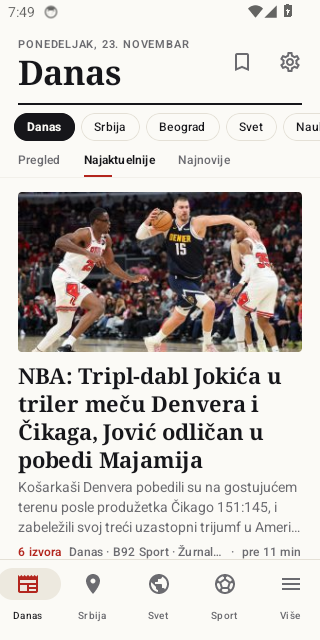 7:49
PONEDELJAK, 23. NOVEMBAR
Danas
Danas Srbija Beograd Svet Nauk
Pregled Najaktuelnije Najnovije
DENVER
15
NBA: Tripl-dabl Jokića u
triler meču Denvera i
Čikaga, Jović odličan u
pobedi Majamija
Košarkaši Denvera pobedili su na gostujućem
terenu posle produžetka Čikago 151:145, i
zabeležili svoj treći uzastopni trijumf u Ameri...
6 izvora Danas · B92 Sport · Žurnal... · pre 11 min
Danas Srbija Svet Sport Više